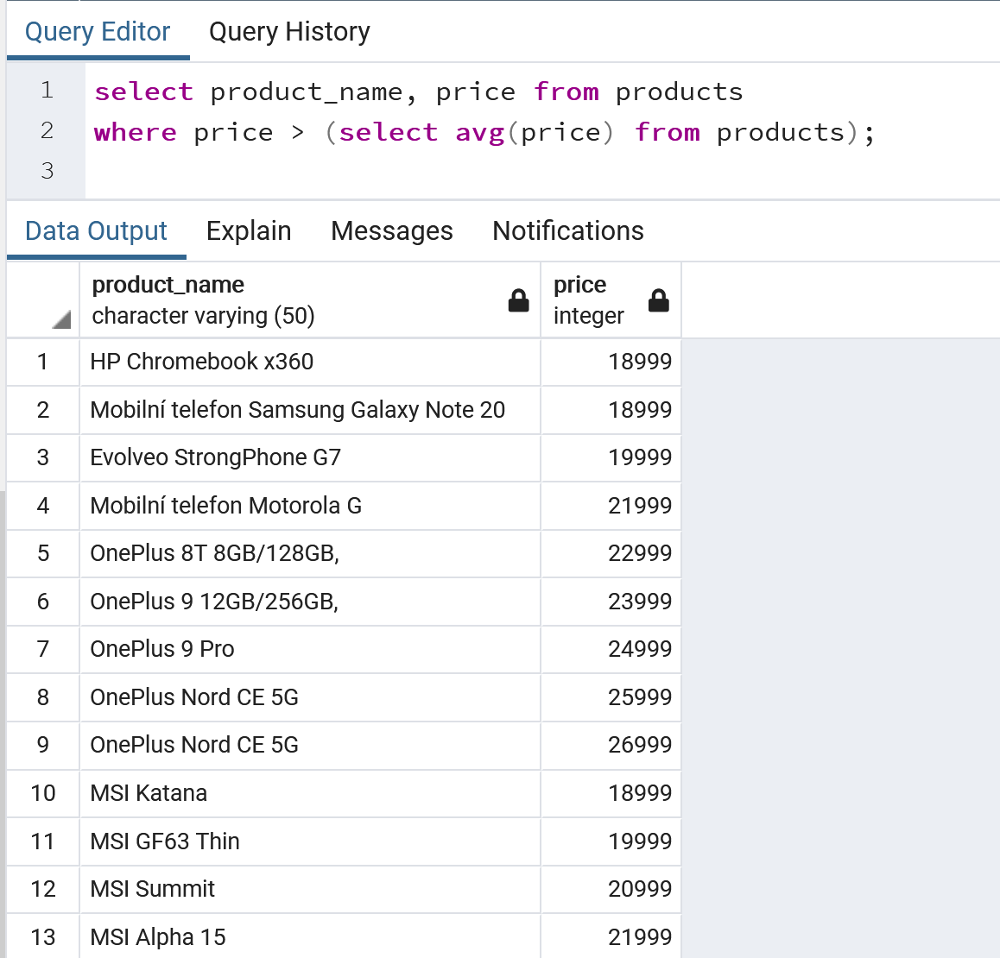 Query Editor Query History
1 select product_name, price from products
2 where price > (select avg(price) from products);
3
Data Output Explain Messages Notifications
product_name price
character varying (50) integer
1 HP Chromebook x360 18999
2 Mobilní telefon Samsung Galaxy Note 20 18999
3 Evolveo StrongPhone G7 19999
4 Mobilní telefon Motorola G 21999
5 OnePlus 8T 8GB/128GB, 22999
6 OnePlus 9 12GB/256GB, 23999
7 OnePlus 9 Pro 24999
8 OnePlus Nord CE 5G 25999
9 OnePlus Nord CE 5G 26999
10 MSI Katana 18999
11 MSI GF63 Thin 19999
12 MSI Summit 20999
13 MSI Alpha 15 21999